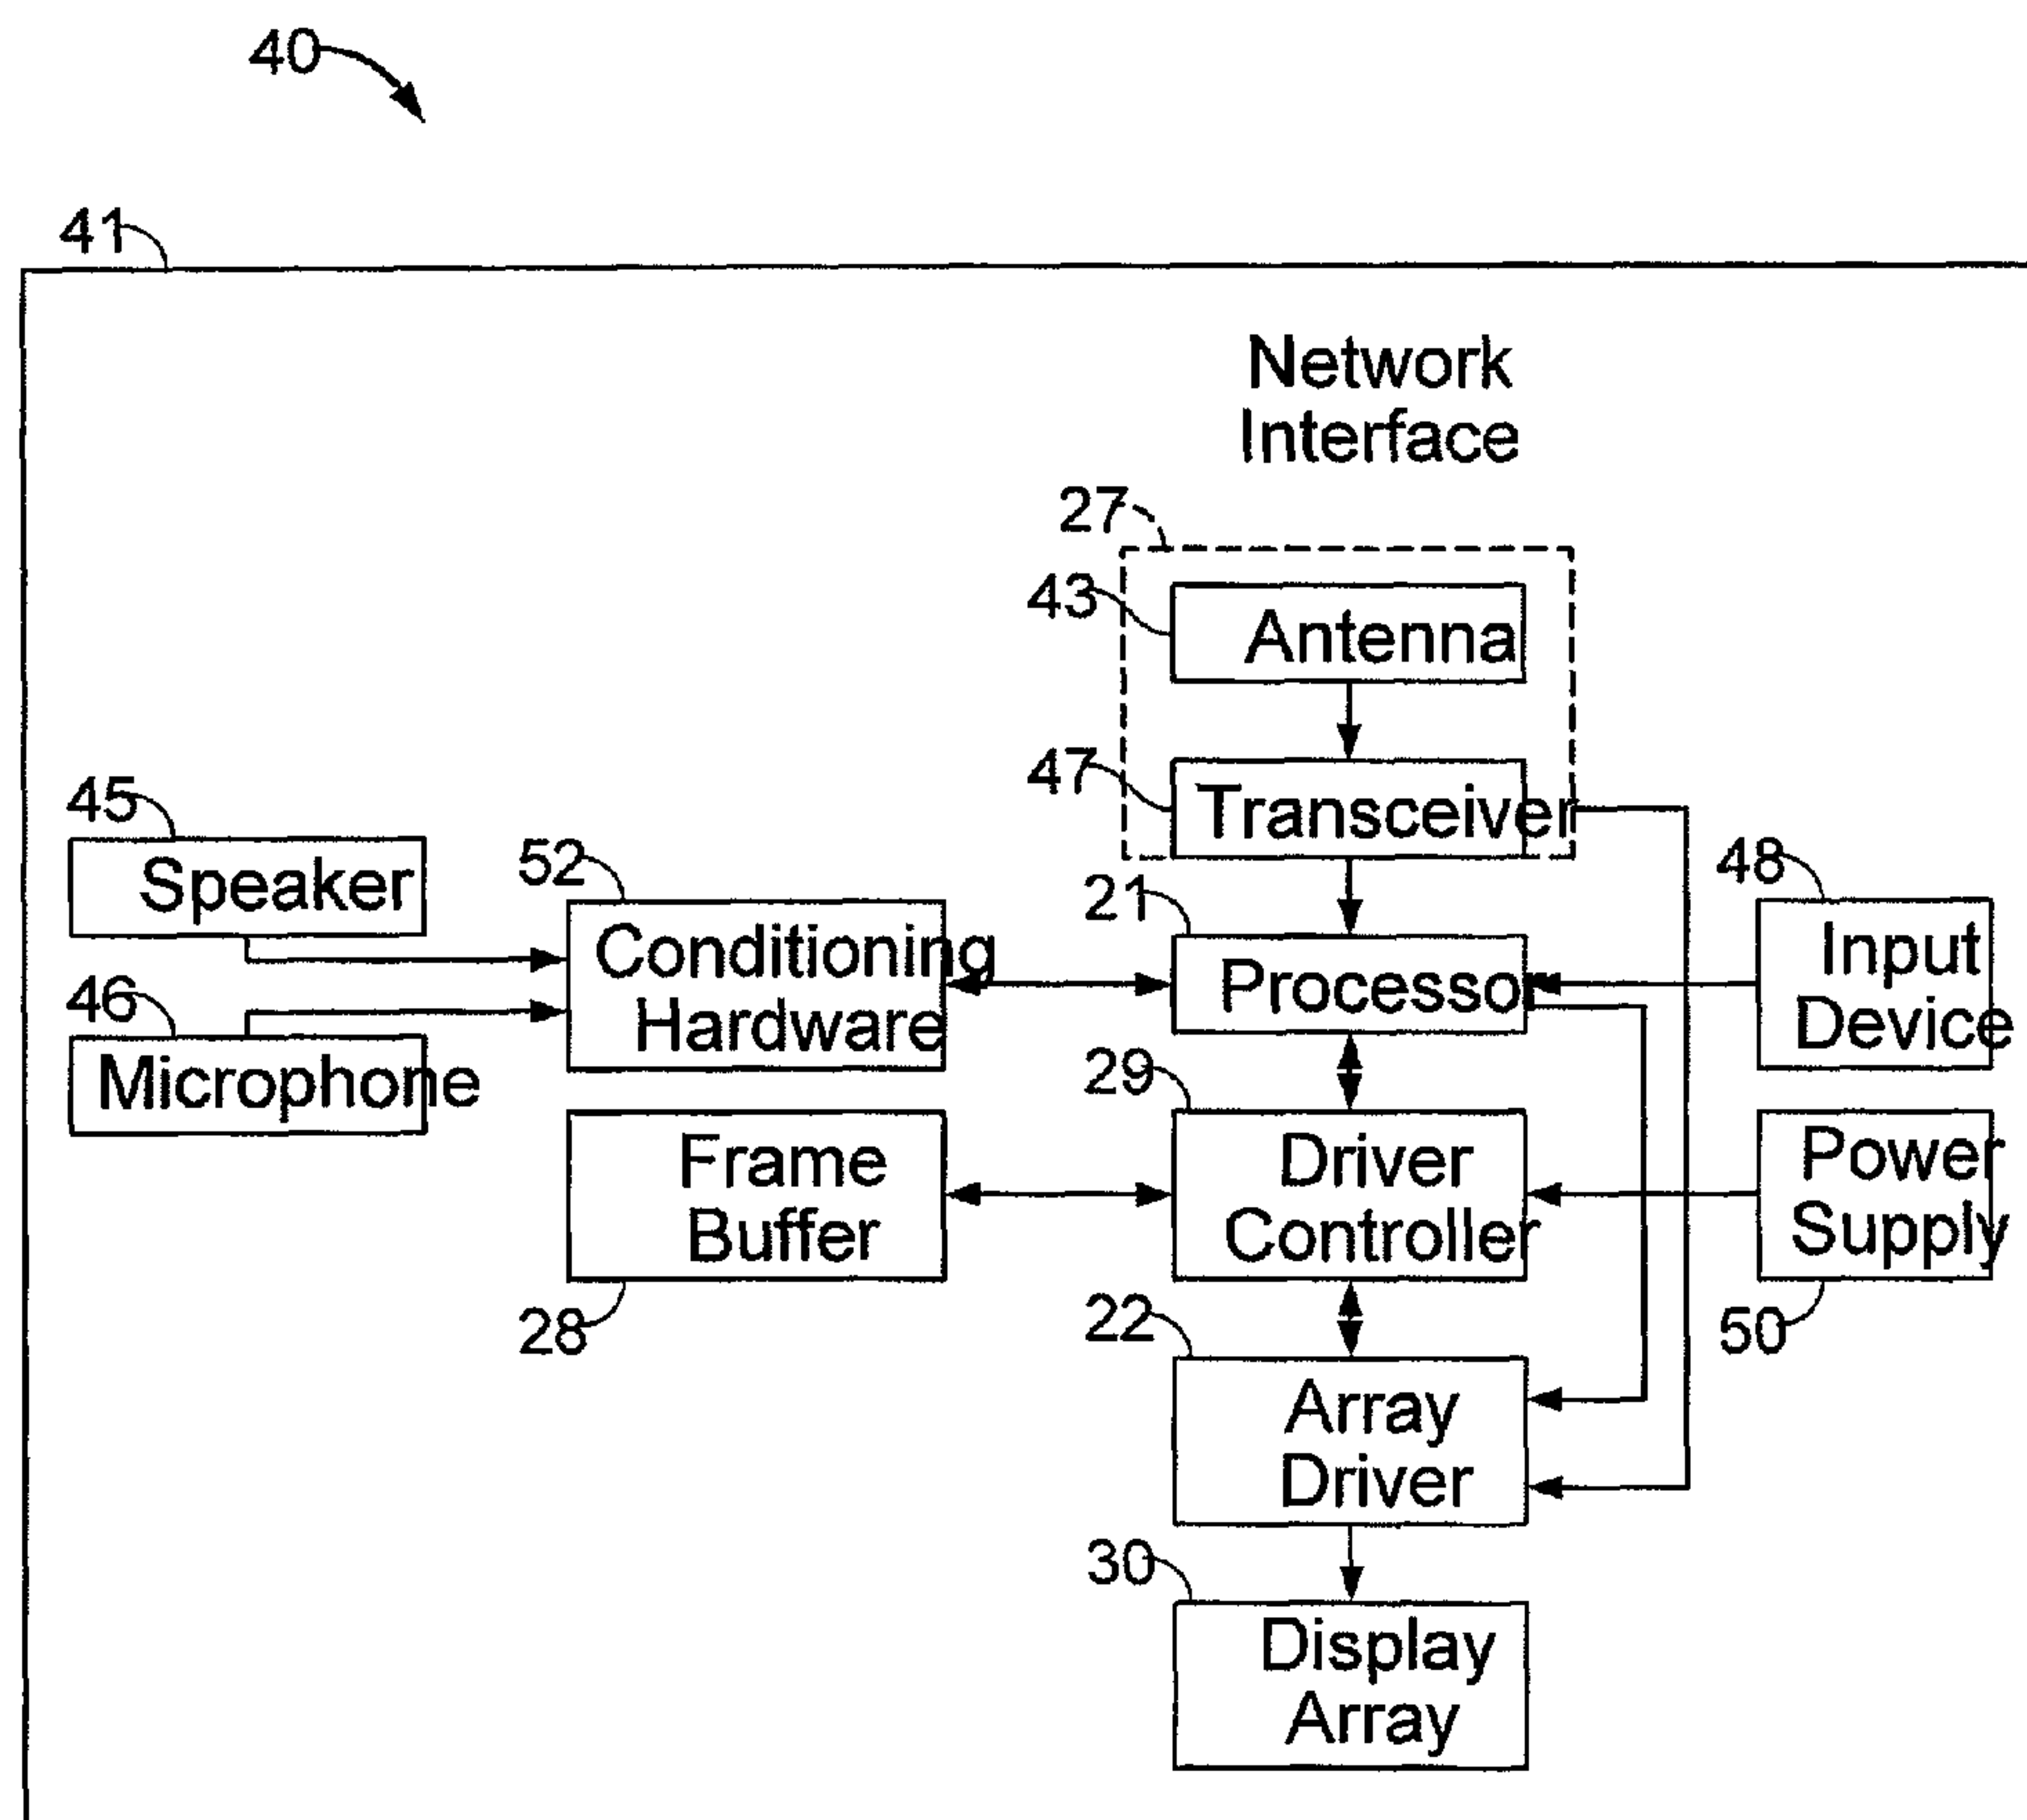 40
41
Network
Interface
27
43
Antenna
47
Transceiver
45
Speaker
52
Conditioning
Hardware
21
Processor
48
Input
Device
46
Microphone
29
Frame
Buffer
28
Driver
Controller
Power
Supply
50
22
Array
Driver
30
Display
Array